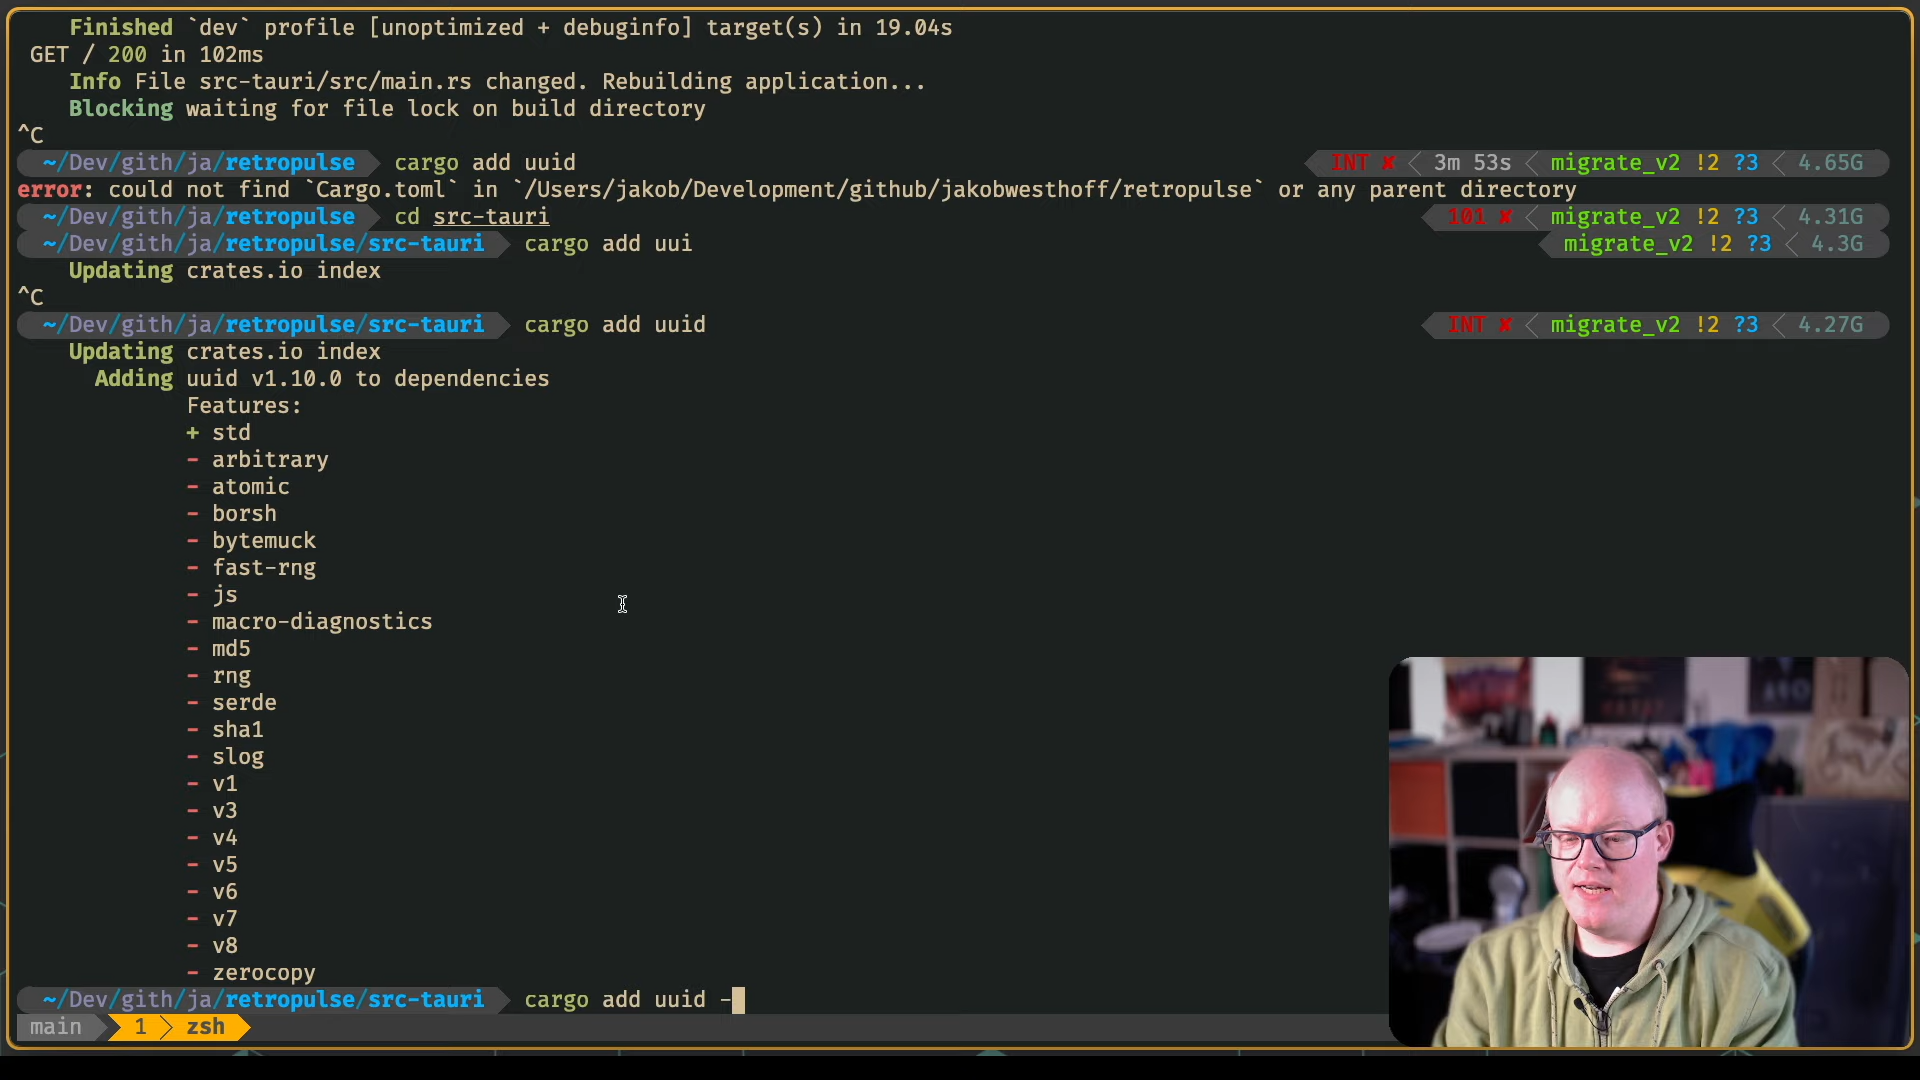 Finished `dev` profile [unoptimized + debuginfo] target(s) in 19.04s
GET / 200 in 102ms
Info File src-tauri/src/main.rs changed. Rebuilding application...
Blocking waiting for file lock on build directory
^C
~/Dev/gith/ja/retropulse cargo add uuid INT ✘ 3m 53s migrate_v2 !2 ?3 4.65G
error: could not find `Cargo.toml` in `/Users/jakob/Development/github/jakobwesthoff/retropulse` or any parent directory
~/Dev/gith/ja/retropulse cd src-tauri 101 ✘ migrate_v2 !2 ?3 4.31G
~/Dev/gith/ja/retropulse/src-tauri cargo add uui migrate_v2 !2 ?3 4.3G
Updating crates.io index
^C
~/Dev/gith/ja/retropulse/src-tauri cargo add uuid INT ✘ migrate_v2 !2 ?3 4.27G
Updating crates.io index
Adding uuid v1.10.0 to dependencies
Features:
+ std
- arbitrary
- atomic
- borsh
- bytemuck
- fast-rng
- js
- macro-diagnostics
- md5
- rng
- serde
- sha1
- slog
- v1
- v3
- v4
- v5
- v6
- v7
- v8
- zerocopy
~/Dev/gith/ja/retropulse/src-tauri cargo add uuid -
main 1 zsh